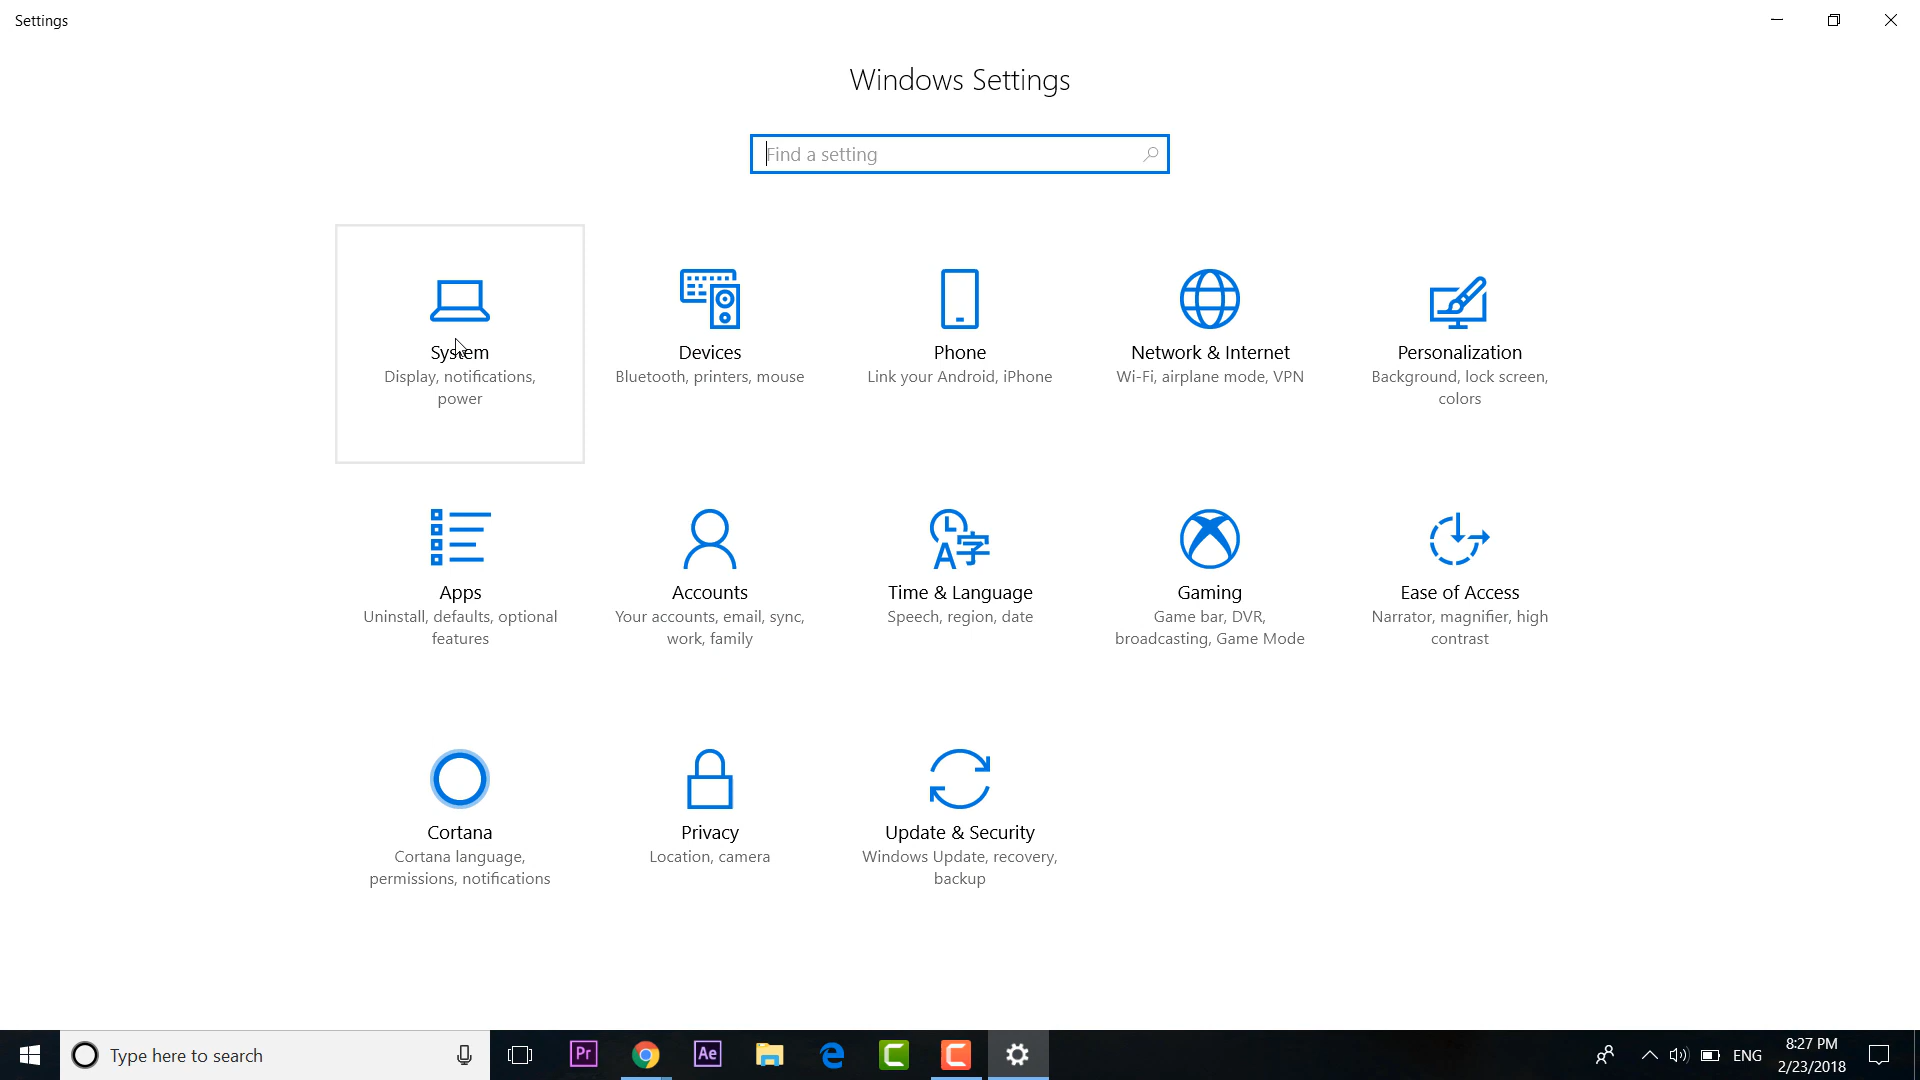 Settings
Windows Settings
Find a setting
System
Display, notifications,
power
Devices
Bluetooth, printers, mouse
Phone
Link your Android, iPhone
Network & Internet
Wi-Fi, airplane mode, VPN
Personalization
Background, lock screen,
colors
Apps
Uninstall, defaults, optional
features
Accounts
Your accounts, email, sync,
work, family
Time & Language
Speech, region, date
Gaming
Game bar, DVR,
broadcasting, Game Mode
Ease of Access
Narrator, magnifier, high
contrast
Cortana
Cortana language,
permissions, notifications
Privacy
Location, camera
Update & Security
Windows Update, recovery,
backup
Type here to search
Pr
Ae
ENG
8:27 PM
2/23/2018